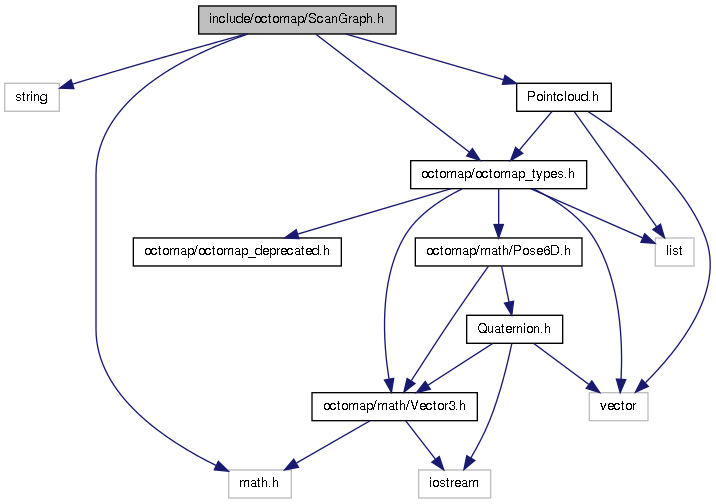 include/octomap/ScanGraph.h
string
Pointcloud.h
octomap/octomap_types.h
octomap/octomap_deprecated.h
octomap/math/Pose6D.h
list
Quaternion.h
octomap/math/Vector3.h
vector
math.h
iostream